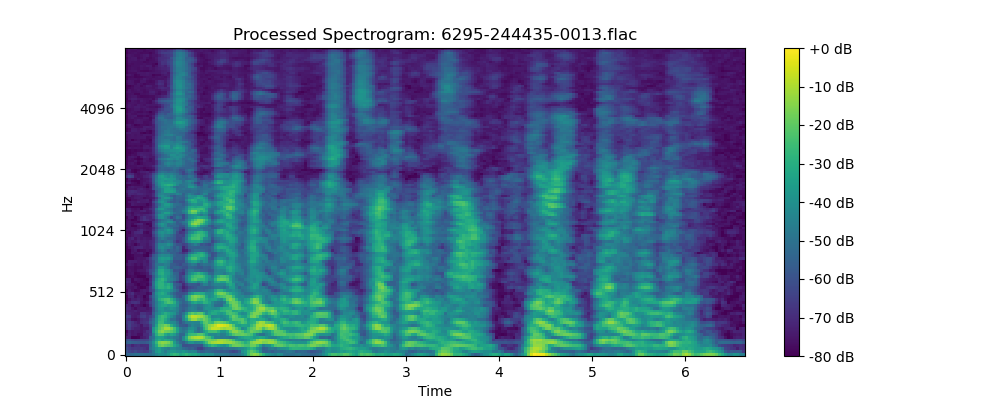 Processed Spectrogram: 6295-244435-0013.flac
Hz
4096
2048
1024
512
0
0 1 2 3 4 5 6
Time
+0 dB
-10 dB
-20 dB
-30 dB
-40 dB
-50 dB
-60 dB
-70 dB
-80 dB